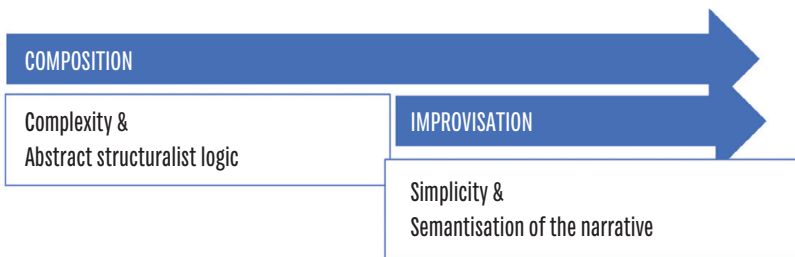 COMPOSITION
Complexity &
Abstract structuralist logic
IMPROVISATION
Simplicity &
Semantisation of the narrative